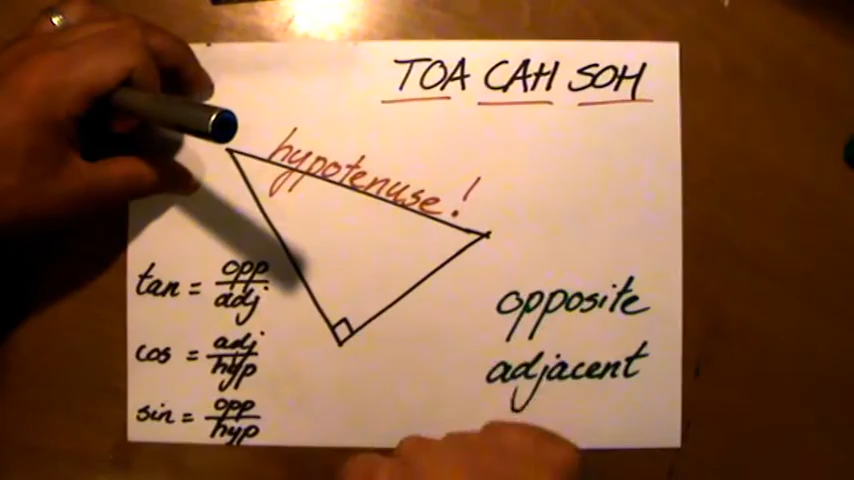 TOA CAH SOH
hypotenuse!
tan = opp/adj
cos = adj/hyp
sin = opp/hyp
opposite
adjacent